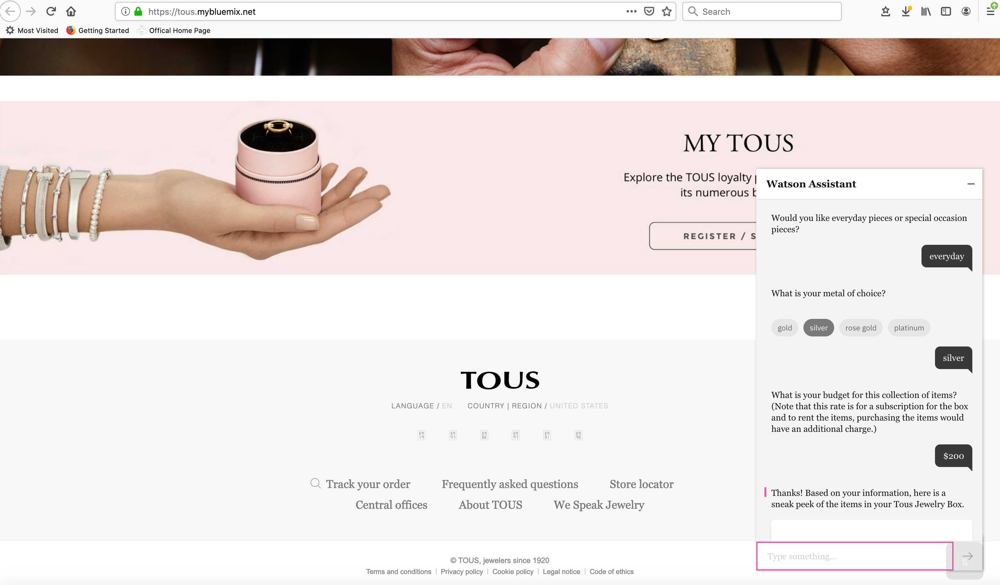 https://tous.mybluemix.net
Search
Most Visited
Getting Started
Offical Home Page
MY TOUS
Explore the TOUS loyalty
its numerous
REGISTER /
Watson Assistant
Would you like everyday pieces or special occasion
pieces?
everyday
What is your metal of choice?
gold
silver
rose gold
platinum
silver
What is your budget for this collection of items?
(Note that this rate is for a subscription for the box
and to rent the items, purchasing the items would
have an additional charge.)
$200
Thanks! Based on your information, here is a
sneak peek of the items in your Tous Jewelry Box.
Type something...
TOUS
LANGUAGE / EN COUNTRY | REGION / UNITED STATES
Track your order Frequently asked questions Store locator
Central offices About TOUS We Speak Jewelry
© TOUS, jewelers since 1920
Terms and conditions | Privacy policy | Cookie policy | Legal notice | Code of ethics